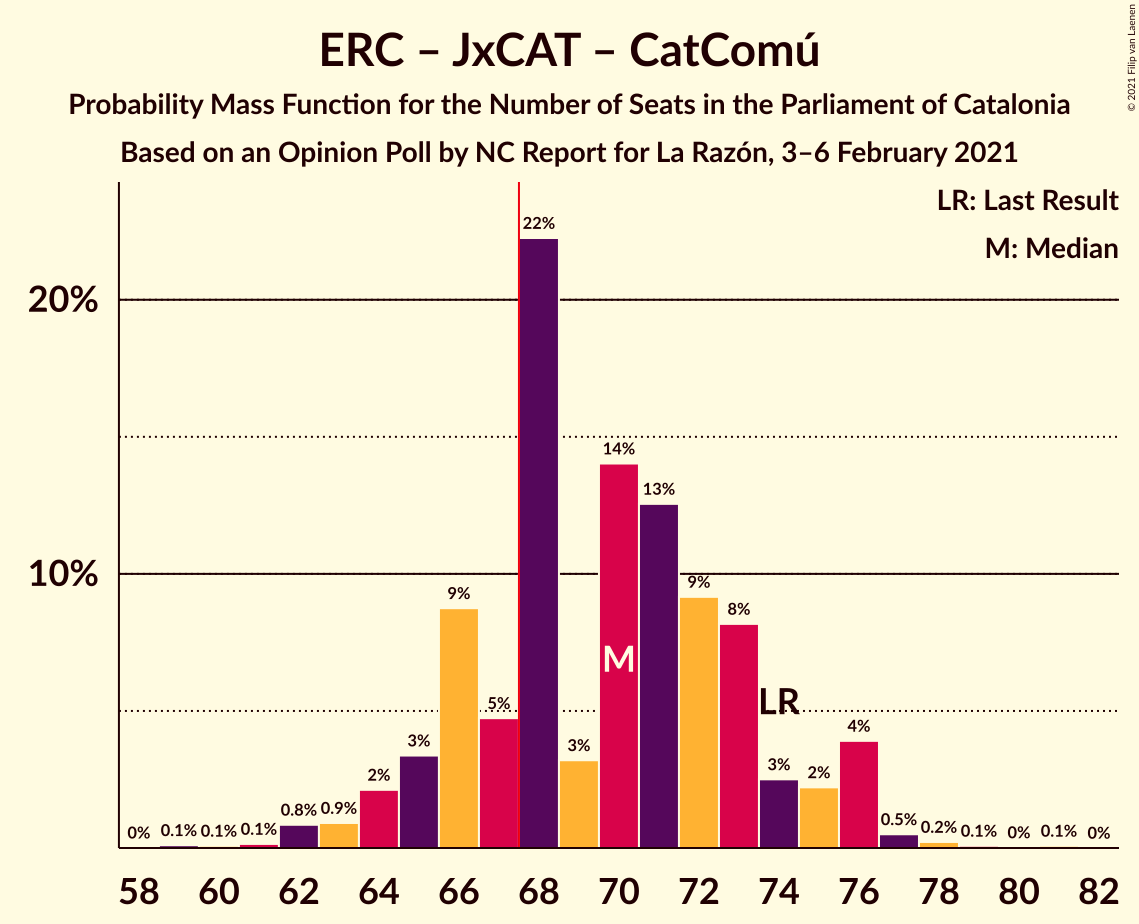 ERC – JxCAT – CatComú
Probability Mass Function for the Number of Seats in the Parliament of Catalonia
Based on an Opinion Poll by NC Report for La Razón, 3–6 February 2021
© 2021 Filip van Laenen
LR: Last Result
M: Median
20%
10%
0% 0.1% 0.1% 0.1% 0.8% 0.9% 2% 3% 9% 5% 22% 3% 14% 13% 9% 8% 3% 2% 4% 0.5% 0.2% 0.1% 0% 0.1% 0%
M
LR
58 60 62 64 66 68 70 72 74 76 78 80 82